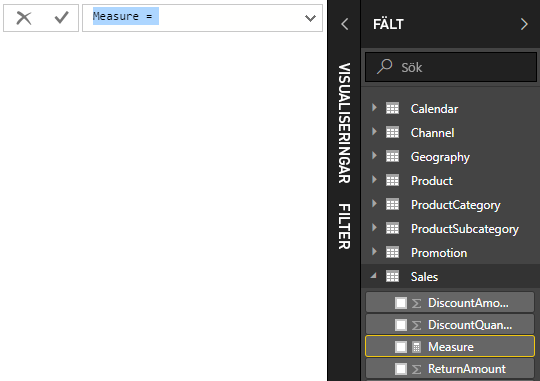 Measure =
FÄLT
Sök
VISUALISERINGAR
FILTER
Calendar
Channel
Geography
Product
ProductCategory
ProductSubcategory
Promotion
Sales
DiscountAmo...
DiscountQuan...
Measure
ReturnAmount